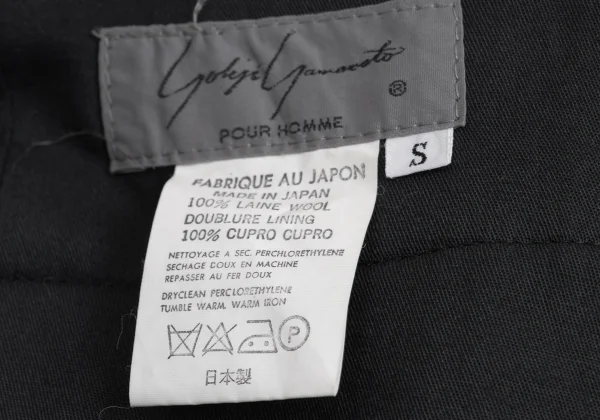 Yohji Yamamoto
®
POUR HOMME
S
FABRIQUE AU JAPON
MADE IN JAPAN
100% LAINE WOOL
DOUBLURE LINING
100% CUPRO CUPRO
NETTOYAGE A SEC. PERCHLORETHYLENE
SECHAGE DOUX EN MACHINE
REPASSER AU FER DOUX
DRYCLEAN PERCLORETHYLENE
TUMBLE WARM. WARM IRON
P
日本製